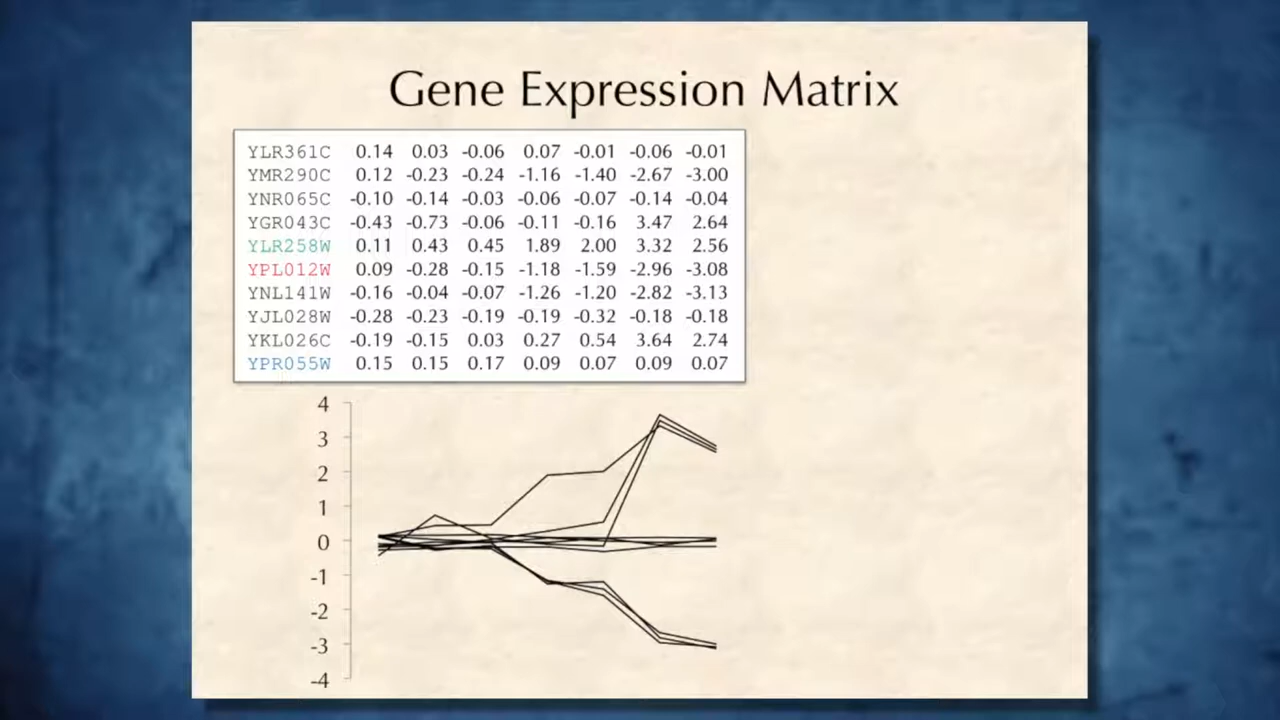 Gene Expression Matrix
YLR361C 0.14 0.03 -0.06 0.07 -0.01 -0.06 -0.01
YMR290C 0.12 -0.23 -0.24 -1.16 -1.40 -2.67 -3.00
YNR065C -0.10 -0.14 -0.03 -0.06 -0.07 -0.14 -0.04
YGR043C -0.43 -0.73 -0.06 -0.11 -0.16 3.47 2.64
YLR258W 0.11 0.43 0.45 1.89 2.00 3.32 2.56
YPL012W 0.09 -0.28 -0.15 -1.18 -1.59 -2.96 -3.08
YNL141W -0.16 -0.04 -0.07 -1.26 -1.20 -2.82 -3.13
YJL028W -0.28 -0.23 -0.19 -0.19 -0.32 -0.18 -0.18
YKL026C -0.19 -0.15 0.03 0.27 0.54 3.64 2.74
YPR055W 0.15 0.15 0.17 0.09 0.07 0.09 0.07
4
3
2
1
0
-1
-2
-3
-4